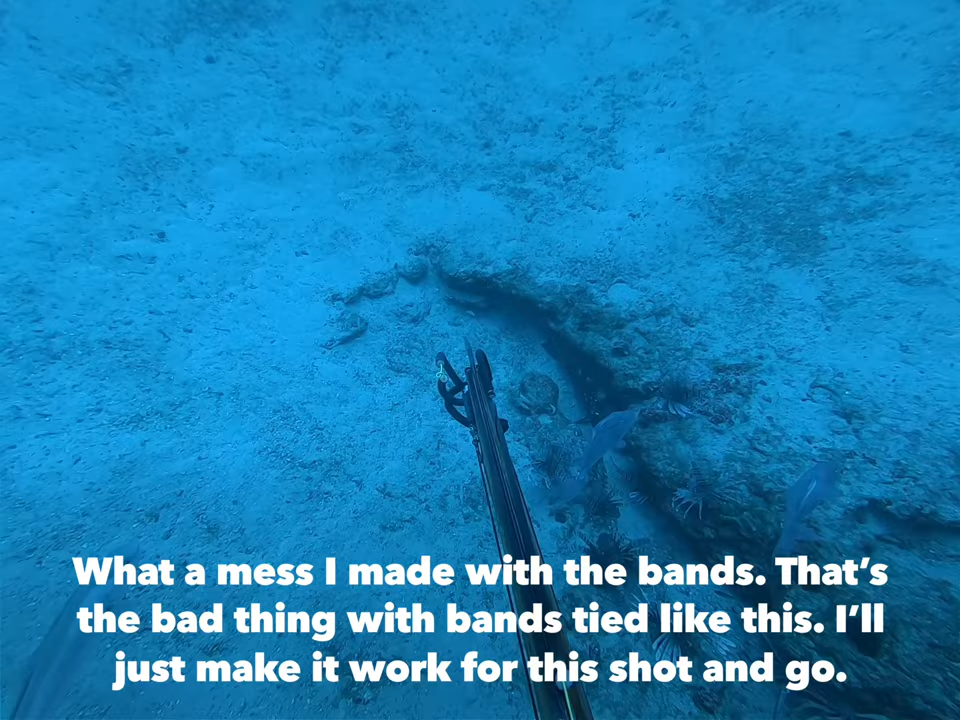 What a mess I made with the bands. That’s
the bad thing with bands tied like this. I’ll
just make it work for this shot and go.